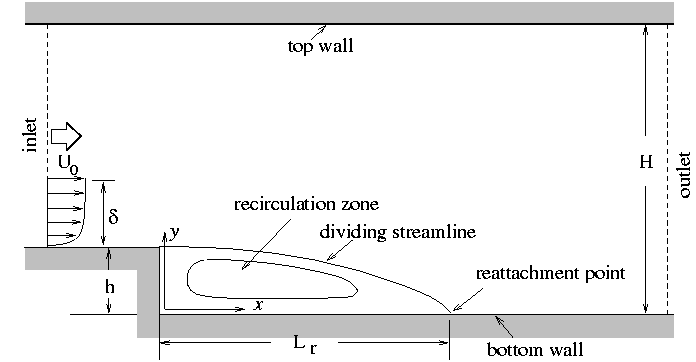 top wall
inlet
U0
H
outlet
δ
recirculation zone
y
dividing streamline
reattachment point
h
x
Lr
bottom wall